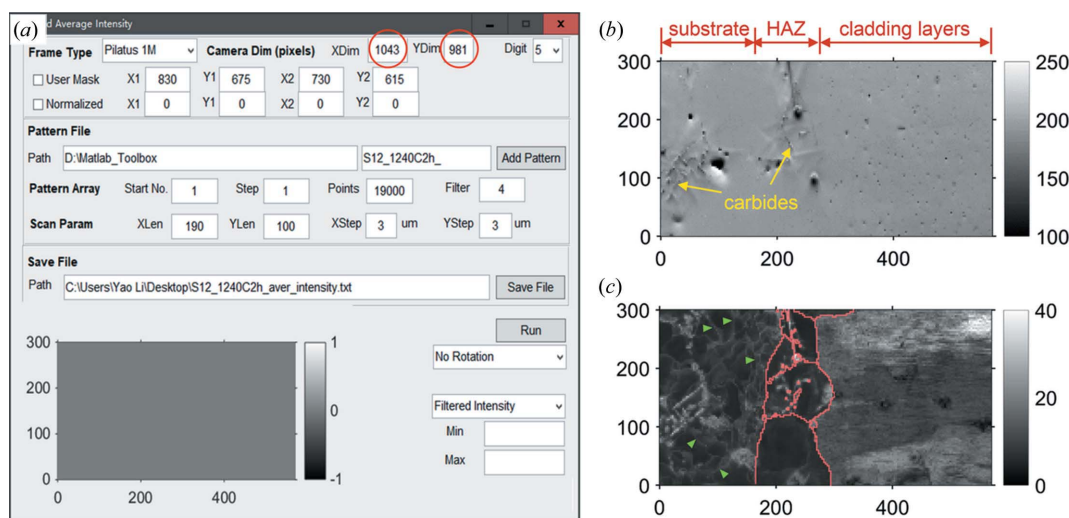 (a)
d Average Intensity
Frame Type Pilatus 1M Camera Dim (pixels) XDim 1043 YDim 981 Digit 5
User Mask X1 830 Y1 675 X2 730 Y2 615
Normalized X1 0 Y1 0 X2 0 Y2 0
Pattern File
Path D:\Matlab_Toolbox S12_1240C2h_ Add Pattern
Pattern Array Start No. 1 Step 1 Points 19000 Filter 4
Scan Param XLen 190 YLen 100 XStep 3 um YStep 3 um
Save File
Path C:\Users\Yao Li\Desktop\S12_1240C2h_aver_intensity.txt Save File
Run
No Rotation
Filtered Intensity
Min
Max
300
200
100
0
0 200 400
1
0
-1
(b)
substrate HAZ cladding layers
300
200
100
0
0 200 400
carbides
250
200
150
100
(c)
300
200
100
0
0 200 400
40
20
0